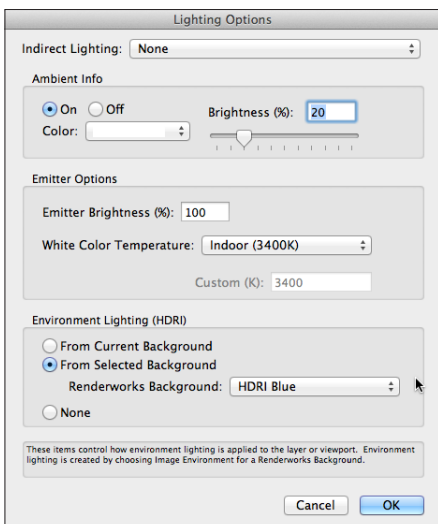 Lighting Options
Indirect Lighting: None
Ambient Info
On Off Brightness (%): 20
Color:
Emitter Options
Emitter Brightness (%): 100
White Color Temperature: Indoor (3400K)
Custom (K): 3400
Environment Lighting (HDRI)
From Current Background
From Selected Background
Renderworks Background: HDRI Blue
None
These items control how environment lighting is applied to the layer or viewport. Environment
lighting is created by choosing Image Environment for a Renderworks Background.
Cancel OK